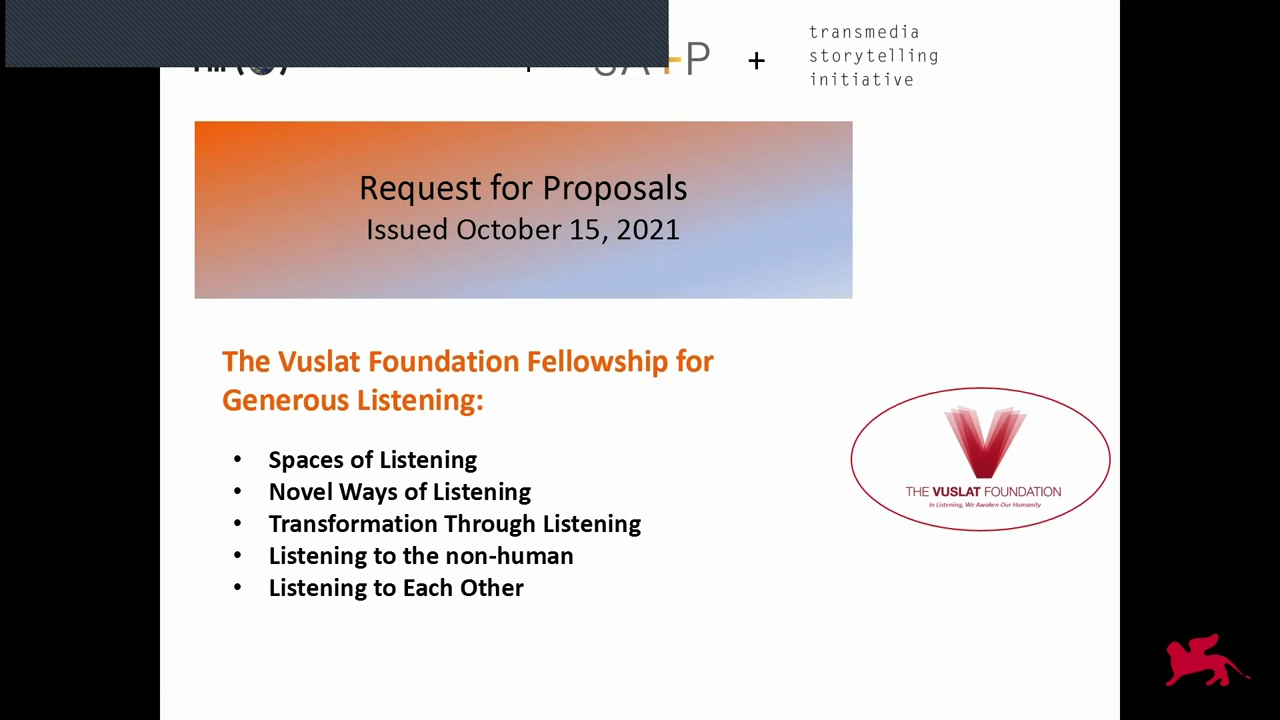 +
transmedia
storytelling
initiative
Request for Proposals
Issued October 15, 2021
The Vuslat Foundation Fellowship for
Generous Listening:
• Spaces of Listening
• Novel Ways of Listening
• Transformation Through Listening
• Listening to the non-human
• Listening to Each Other
THE VUSLAT FOUNDATION
In Listening, We Awaken Our Humanity